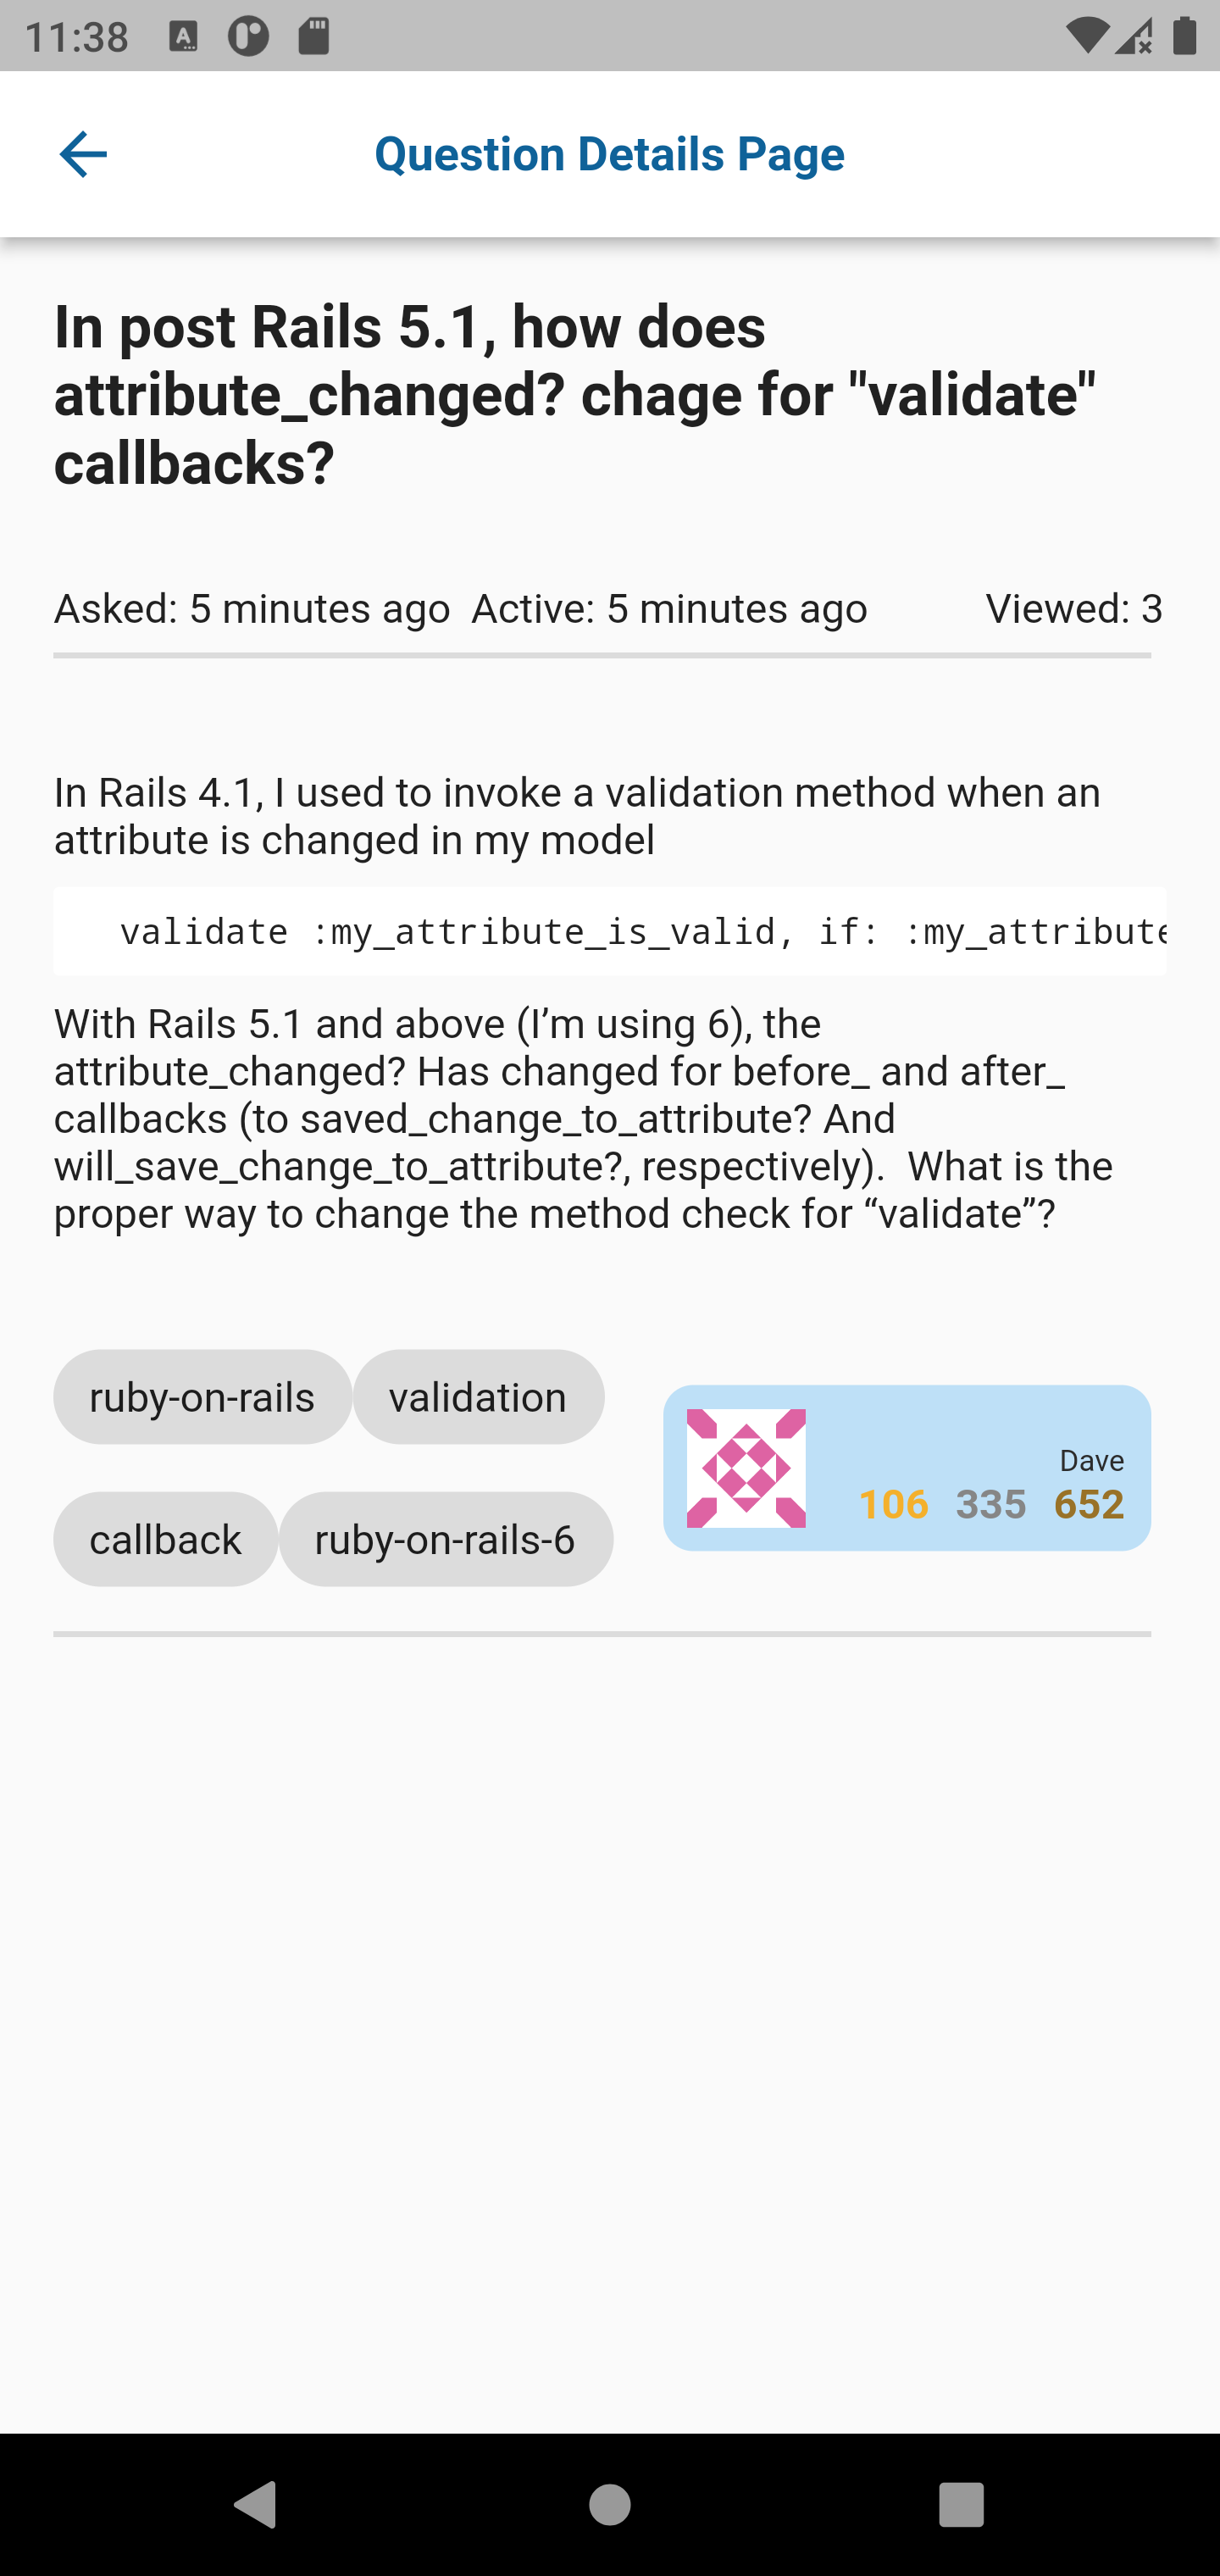 11:38
Question Details Page
In post Rails 5.1, how does
attribute_changed? chage for "validate"
callbacks?
Asked: 5 minutes ago Active: 5 minutes ago Viewed: 3
In Rails 4.1, I used to invoke a validation method when an
attribute is changed in my model
validate :my_attribute_is_valid, if: :my_attribute
With Rails 5.1 and above (I’m using 6), the
attribute_changed? Has changed for before_ and after_
callbacks (to saved_change_to_attribute? And
will_save_change_to_attribute?, respectively).  What is the
proper way to change the method check for “validate”?
ruby-on-rails validation
callback ruby-on-rails-6
Dave
106 335 652